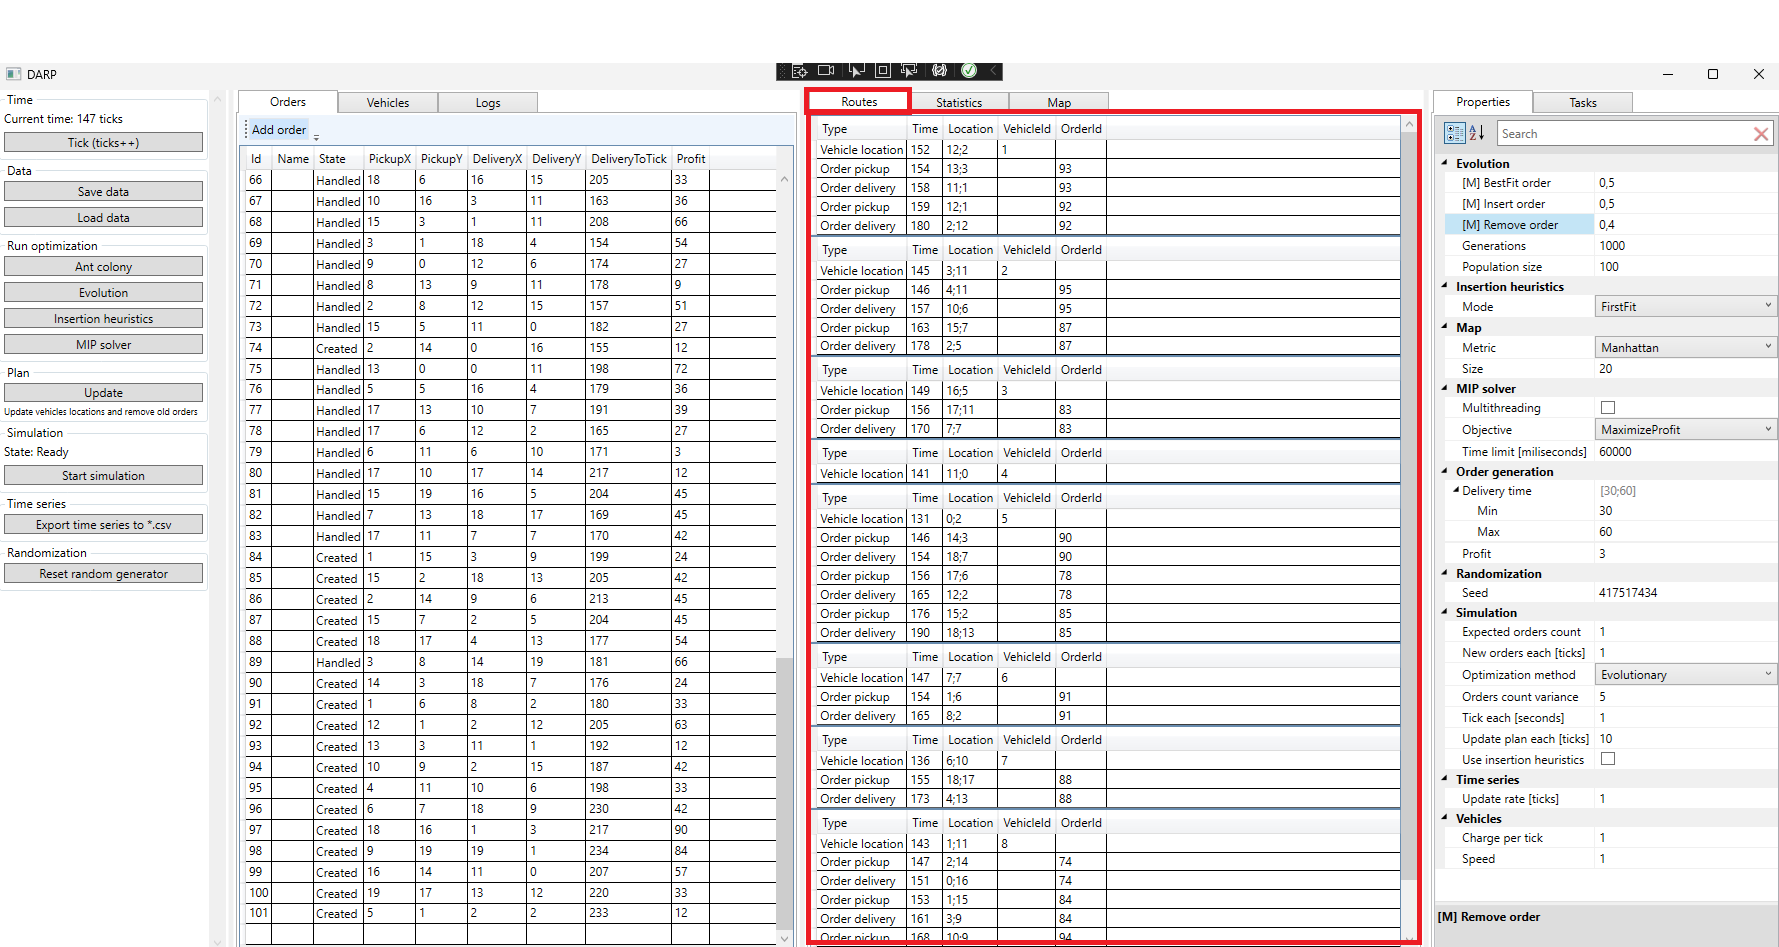 DARP
Time
Current time: 147 ticks
Tick (ticks++)
Data
Save data
Load data
Run optimization
Ant colony
Evolution
Insertion heuristics
MIP solver
Plan
Update
Update vehicles locations and remove old orders
Simulation
State: Ready
Start simulation
Time series
Export time series to *.csv
Randomization
Reset random generator
Orders Vehicles Logs
Add order
Id Name State PickupX PickupY DeliveryX DeliveryY DeliveryToTick Profit
66 Handled 18 6 16 15 205 33
67 Handled 10 16 3 11 163 36
68 Handled 15 3 1 11 208 66
69 Handled 3 1 18 4 154 54
70 Handled 9 0 12 6 174 27
71 Handled 8 13 9 11 178 9
72 Handled 2 8 12 15 157 51
73 Handled 15 5 11 0 182 27
74 Created 2 14 0 16 155 12
75 Handled 13 0 0 11 198 72
76 Handled 5 5 16 4 179 36
77 Handled 17 13 10 7 191 39
78 Handled 17 6 12 2 165 27
79 Handled 6 11 6 10 171 3
80 Handled 17 10 17 14 217 12
81 Handled 15 19 16 5 204 45
82 Handled 7 13 18 17 169 45
83 Handled 17 11 7 7 170 42
84 Created 1 15 3 9 199 24
85 Created 15 2 18 13 205 42
86 Created 2 14 9 6 213 45
87 Created 15 7 2 5 204 45
88 Created 18 17 4 13 177 54
89 Handled 3 8 14 19 181 66
90 Created 14 3 18 7 176 24
91 Created 1 6 8 2 180 33
92 Created 12 1 2 12 205 63
93 Created 13 3 11 1 192 12
94 Created 10 9 2 15 187 42
95 Created 4 11 10 6 198 33
96 Created 6 7 18 9 230 42
97 Created 18 16 1 3 217 90
98 Created 9 19 19 1 234 84
99 Created 16 14 11 0 207 57
100 Created 19 17 13 12 220 33
101 Created 5 1 2 2 233 12
Routes Statistics Map
Type Time Location VehicleId OrderId
Vehicle location 152 12;2 1
Order pickup 154 13;3 93
Order delivery 158 11;1 93
Order pickup 159 12;1 92
Order delivery 180 2;12 92
Type Time Location VehicleId OrderId
Vehicle location 145 3;11 2
Order pickup 146 4;11 95
Order delivery 157 10;6 95
Order pickup 163 15;7 87
Order delivery 178 2;5 87
Type Time Location VehicleId OrderId
Vehicle location 149 16;5 3
Order pickup 156 17;11 83
Order delivery 170 7;7 83
Type Time Location VehicleId OrderId
Vehicle location 141 11;0 4
Type Time Location VehicleId OrderId
Vehicle location 131 0;2 5
Order pickup 146 14;3 90
Order delivery 154 18;7 90
Order pickup 156 17;6 78
Order delivery 165 12;2 78
Order pickup 176 15;2 85
Order delivery 190 18;13 85
Type Time Location VehicleId OrderId
Vehicle location 147 7;7 6
Order pickup 154 1;6 91
Order delivery 165 8;2 91
Type Time Location VehicleId OrderId
Vehicle location 136 6;10 7
Order pickup 155 18;17 88
Order delivery 173 4;13 88
Type Time Location VehicleId OrderId
Vehicle location 143 1;11 8
Order pickup 147 2;14 74
Order delivery 151 0;16 74
Order pickup 153 1;15 84
Order delivery 161 3;9 84
Order pickup 168 10;9 94
Properties Tasks
Search
Evolution
[M] BestFit order 0,5
[M] Insert order 0,5
[M] Remove order 0,4
Generations 1000
Population size 100
Insertion heuristics
Mode FirstFit
Map
Metric Manhattan
Size 20
MIP solver
Multithreading
Objective MaximizeProfit
Time limit [miliseconds] 60000
Order generation
Delivery time [30;60]
Min 30
Max 60
Profit 3
Randomization
Seed 417517434
Simulation
Expected orders count 1
New orders each [ticks] 1
Optimization method Evolutionary
Orders count variance 5
Tick each [seconds] 1
Update plan each [ticks] 10
Use insertion heuristics
Time series
Update rate [ticks] 1
Vehicles
Charge per tick 1
Speed 1
[M] Remove order